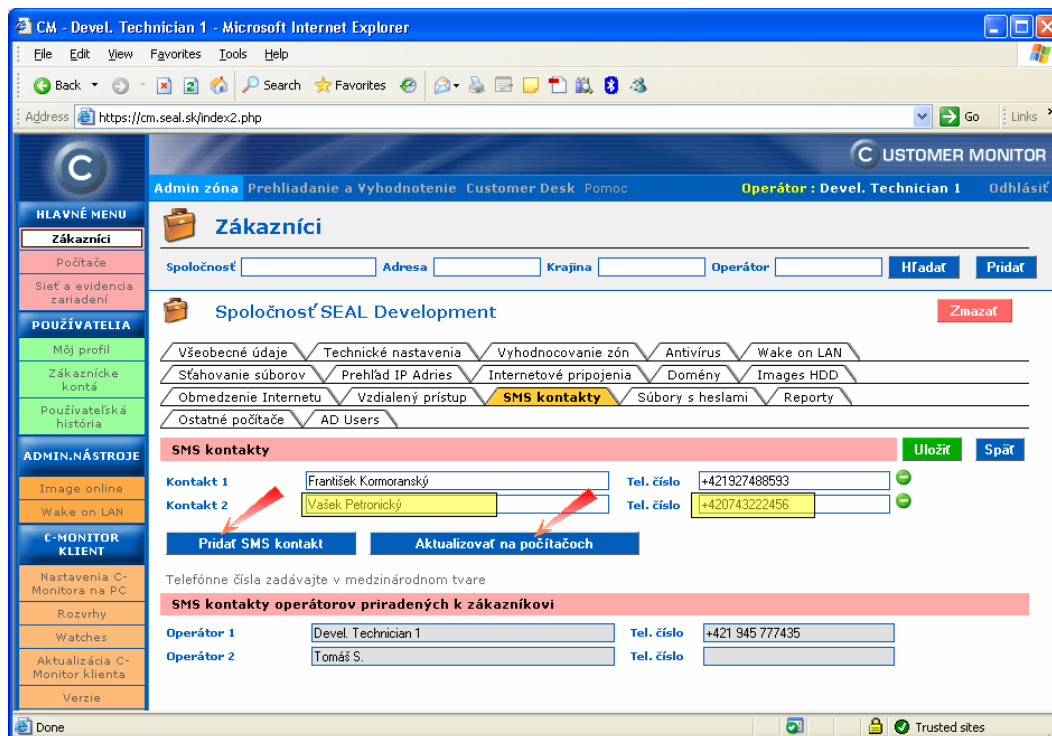 CM - Devel. Technician 1 - Microsoft Internet Explorer
File Edit View Favorites Tools Help
Back Search Favorites
Address https://cm.seal.sk/index2.php Go Links
C
C USTOMER MONITOR
Admin zóna Prehliadanie a Vyhodnotenie Customer Desk Pomoc Operátor : Devel. Technician 1 Odhlásiť
HLAVNÉ MENU
Zákazníci
Počítače
Sieť a evidencia
zariadení
POUŽÍVATELIA
Môj profil
Zákaznícke
kontá
Používateľská
história
ADMIN.NÁSTROJE
Image online
Wake on LAN
C-MONITOR
KLIENT
Nastavenia C-
Monitora na PC
Rozvrhy
Watches
Aktualizácia C-
Monitor klienta
Verzie
Zákazníci
Spoločnosť Adresa Krajina Operátor Hľadať Pridať
Spoločnosť SEAL Development Zmazať
Všeobecné údaje Technické nastavenia Vyhodnocovanie zón Antivírus Wake on LAN
Sťahovanie súborov Prehľad IP Adries Internetové pripojenia Domény Images HDD
Obmedzenie Internetu Vzdialený prístup SMS kontakty Súbory s heslami Reporty
Ostatné počítače AD Users
SMS kontakty Uložiť Späť
Kontakt 1 František Kormoranský Tel. číslo +421927488593
Kontakt 2 Vašek Petronický Tel. číslo +420743222456
Pridať SMS kontakt Aktualizovať na počítačoch
Telefónne čísla zadávajte v medzinárodnom tvare
SMS kontakty operátorov priradených k zákazníkovi
Operátor 1 Devel. Technician 1 Tel. číslo +421 945 777435
Operátor 2 Tomáš S. Tel. číslo
Done Trusted sites